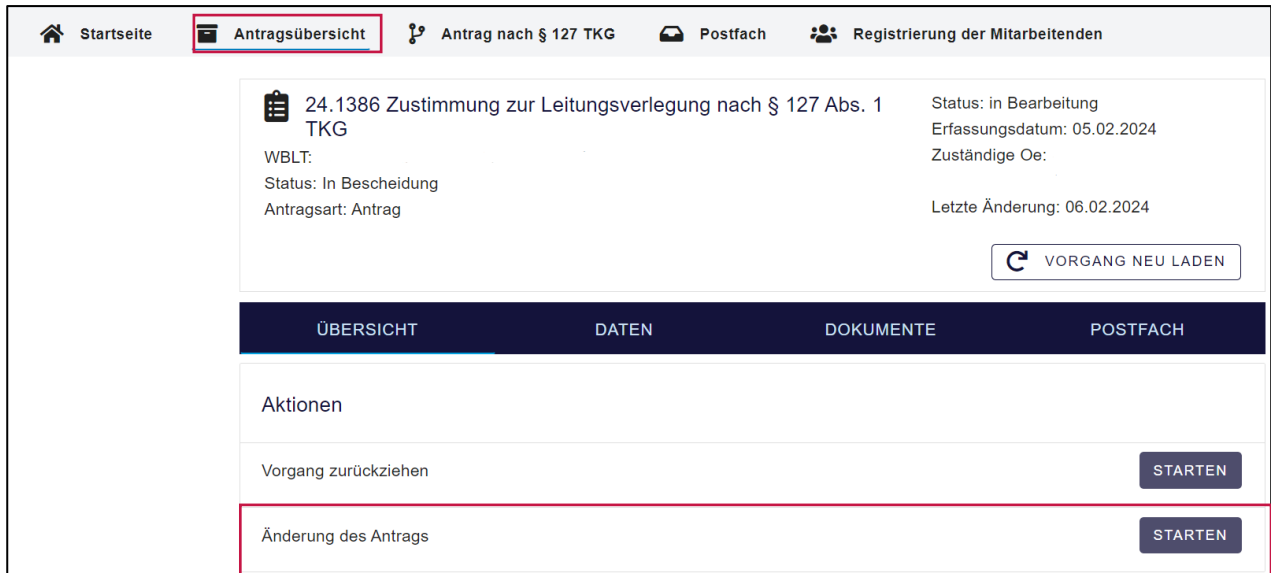 Startseite Antragsübersicht Antrag nach § 127 TKG Postfach Registrierung der Mitarbeitenden
24.1386 Zustimmung zur Leitungsverlegung nach § 127 Abs. 1
TKG
WBLT:
Status: In Bescheidung
Antragsart: Antrag
Status: in Bearbeitung
Erfassungsdatum: 05.02.2024
Zuständige Oe:
Letzte Änderung: 06.02.2024
VORGANG NEU LADEN
ÜBERSICHT DATEN DOKUMENTE POSTFACH
Aktionen
Vorgang zurückziehen STARTEN
Änderung des Antrags STARTEN